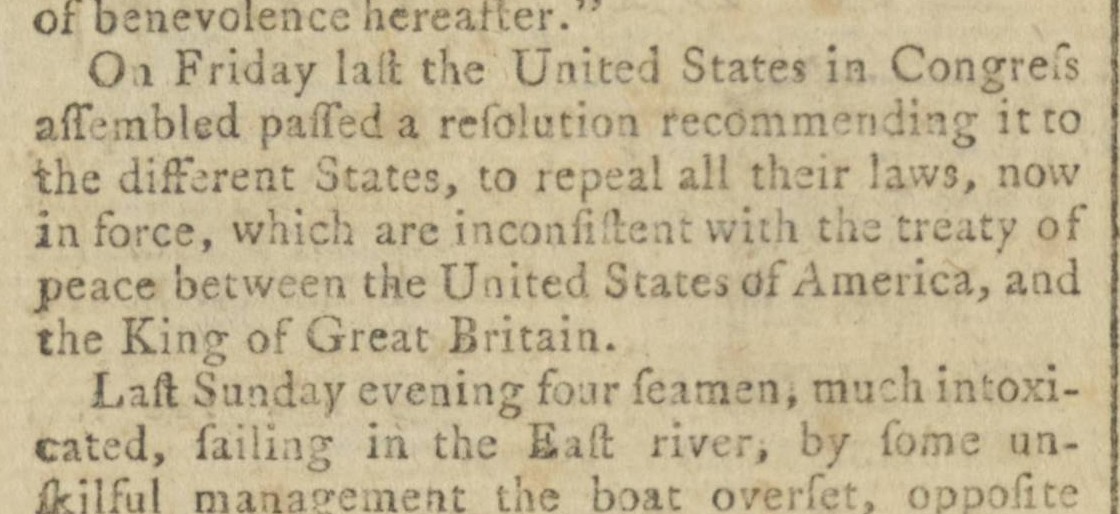 of benevolence hereafter.”
On Friday laſt the United States in Congreſs
aſſembled paſſed a reſolution recommending it to
the different States, to repeal all their laws, now
in force, which are inconſiſtent with the treaty of
peace between the United States of America, and
the King of Great Britain.
Laſt Sunday evening four ſeamen, much intoxi-
cated, ſailing in the Eaſt river, by ſome un-
ſkilful management the boat overſet, oppoſite